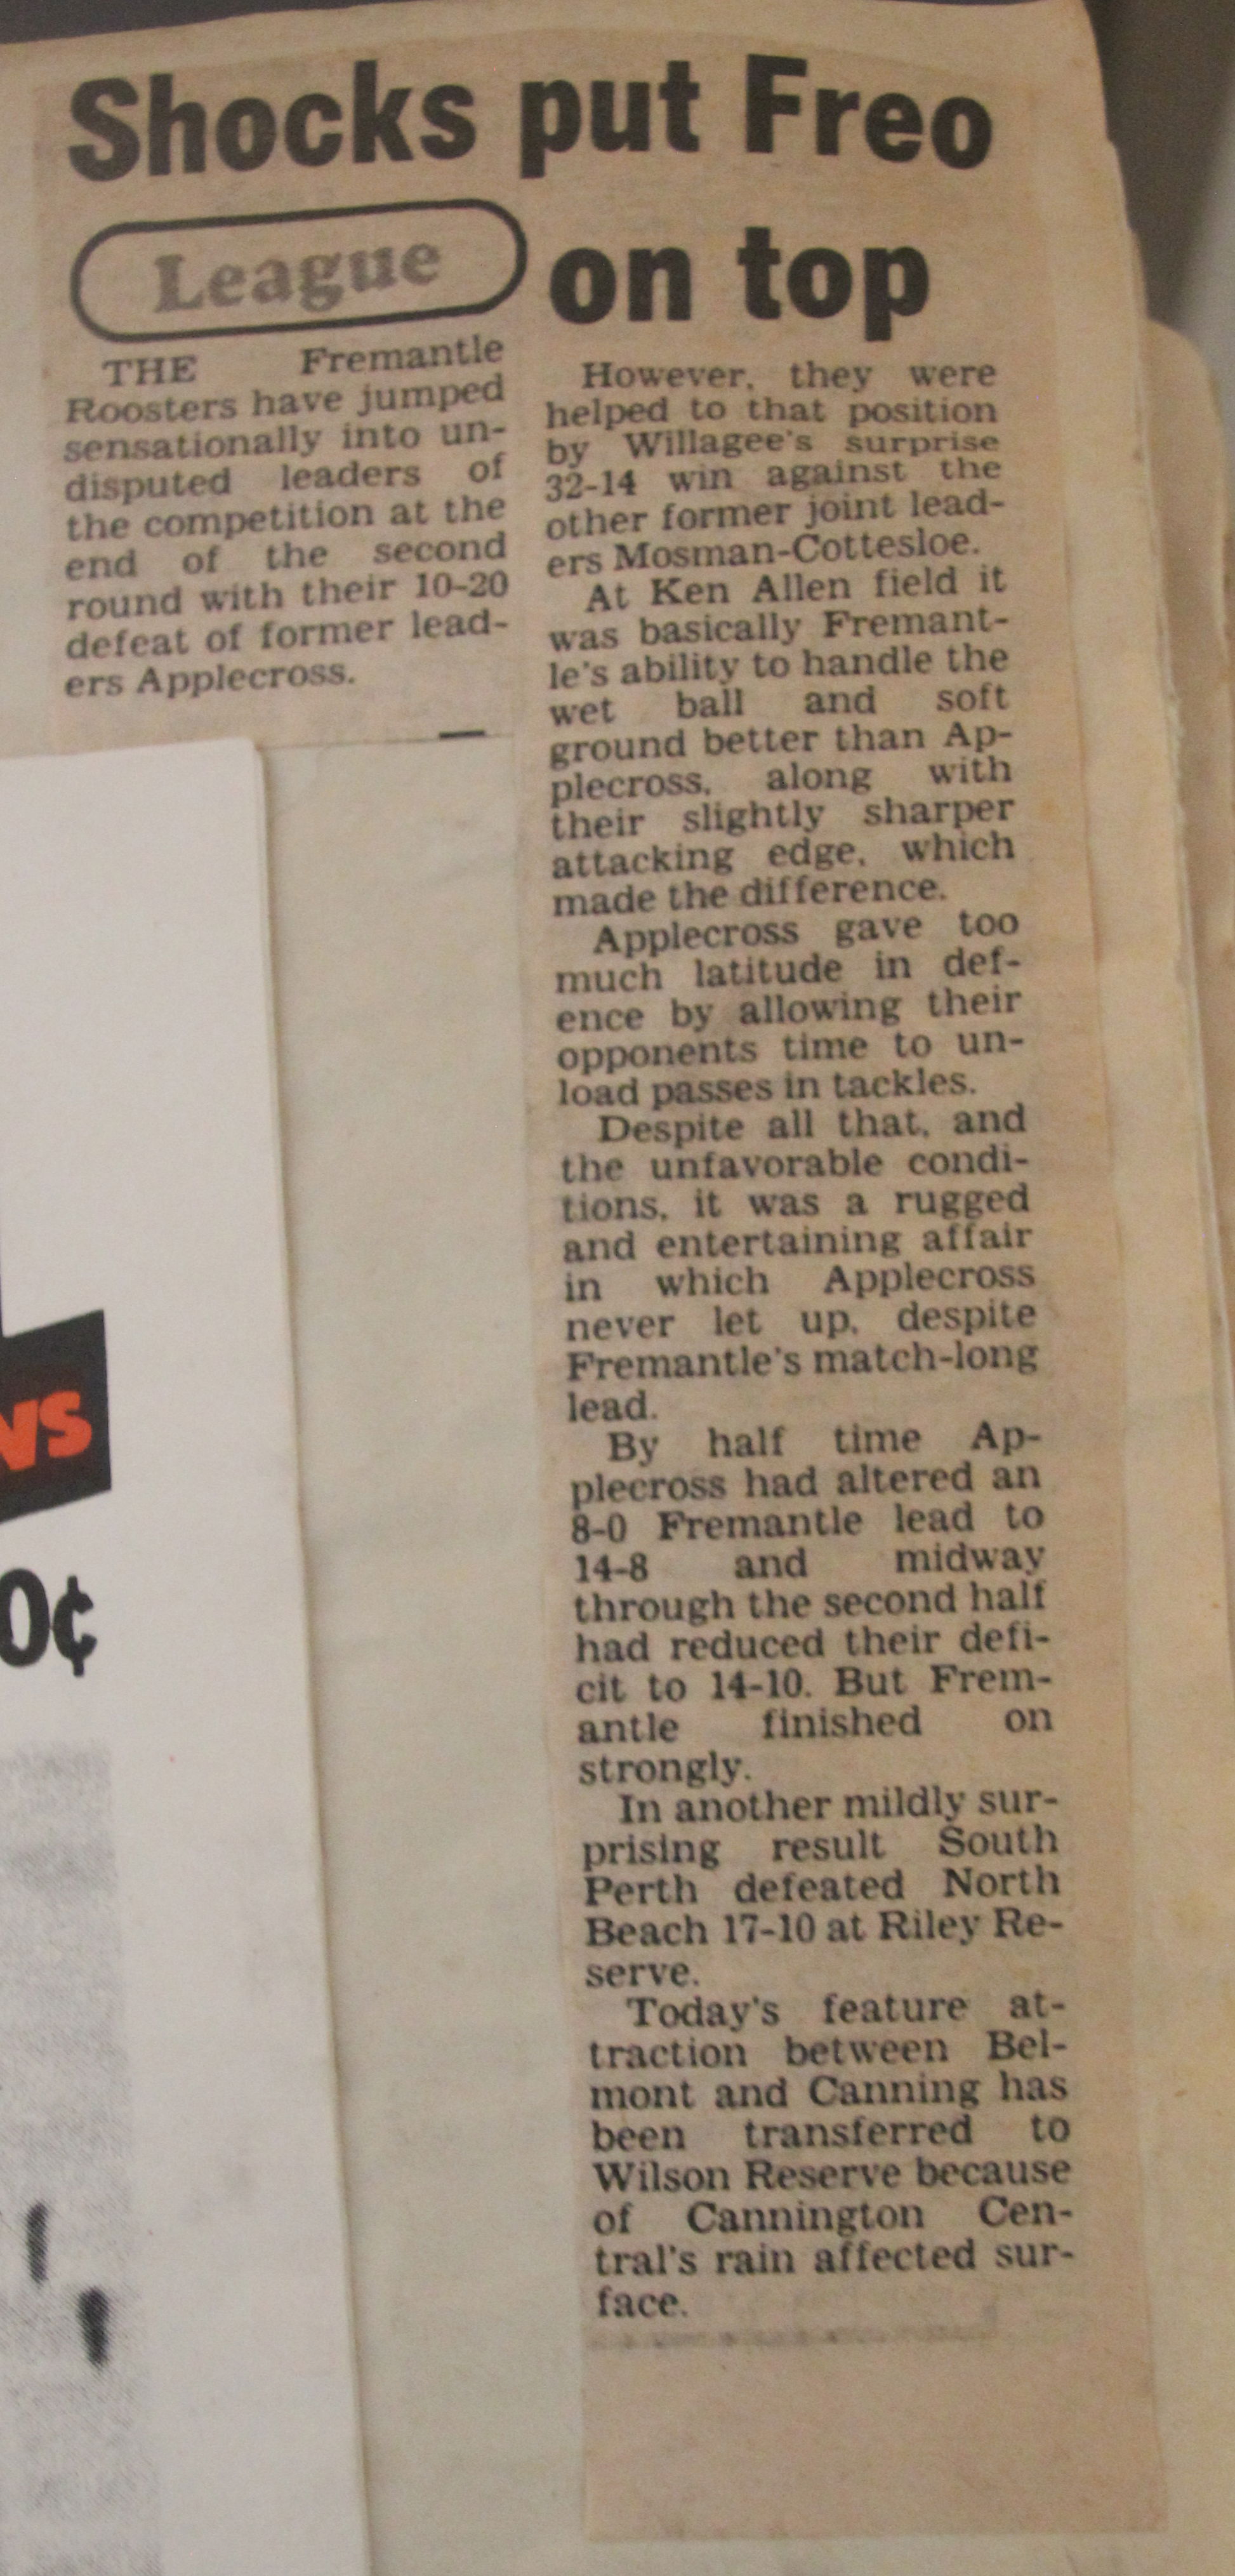 Shocks put Freo
on top
League
THE Fremantle
Roosters have jumped
sensationally into un-
disputed leaders of
the competition at the
end of the second
round with their 10-20
defeat of former lead-
ers Applecross.
However, they were
helped to that position
by Willagee's surprise
32-14 win against the
other former joint lead-
ers Mosman-Cottesloe.
At Ken Allen field it
was basically Fremant-
le's ability to handle the
wet ball and soft
ground better than Ap-
plecross, along with
their slightly sharper
attacking edge, which
made the difference.
Applecross gave too
much latitude in def-
ence by allowing their
opponents time to un-
load passes in tackles.
Despite all that, and
the unfavorable condi-
tions, it was a rugged
and entertaining affair
in which Applecross
never let up, despite
Fremantle's match-long
lead.
By half time Ap-
plecross had altered an
8-0 Fremantle lead to
14-8 and midway
through the second half
had reduced their defi-
cit to 14-10. But Frem-
antle finished on
strongly.
In another mildly sur-
prising result South
Perth defeated North
Beach 17-10 at Riley Re-
serve.
Today's feature at-
traction between Bel-
mont and Canning has
been transferred to
Wilson Reserve because
of Cannington Cen-
tral's rain affected sur-
face.
WS
0¢